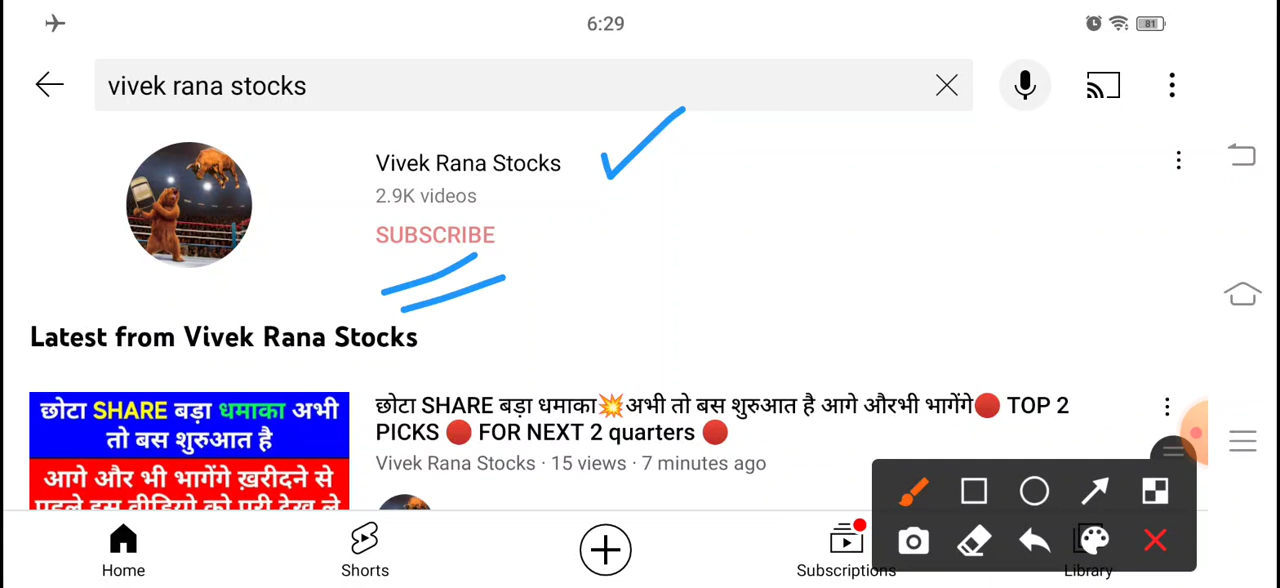 6:29
81
vivek rana stocks
Vivek Rana Stocks
2.9K videos
SUBSCRIBE
Latest from Vivek Rana Stocks
छोटा SHARE बड़ा धमाका अभी
तो बस शुरुआत है
आगे और भी भागेंगे ख़रीदने से
पहले इस वीडियो को पूरी देख ले
छोटा SHARE बड़ा धमाका💥अभी तो बस शुरुआत है आगे औरभी भागेंगे🔴 TOP 2
PICKS 🔴 FOR NEXT 2 quarters 🔴
Vivek Rana Stocks · 15 views · 7 minutes ago
Home
Shorts
Subscriptions
Library